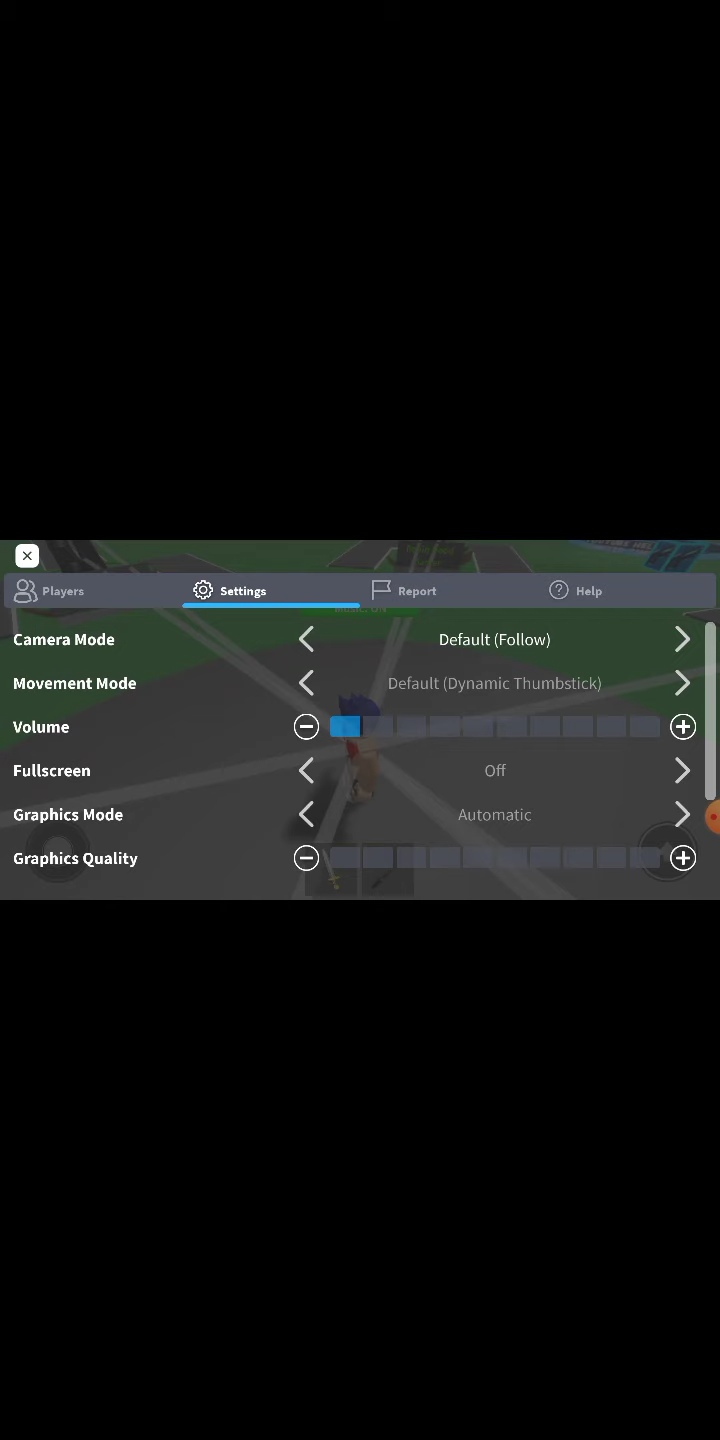 Players
Settings
Report
Help
Camera Mode
Default (Follow)
Movement Mode
Default (Dynamic Thumbstick)
Volume
Fullscreen
Off
Graphics Mode
Automatic
Graphics Quality